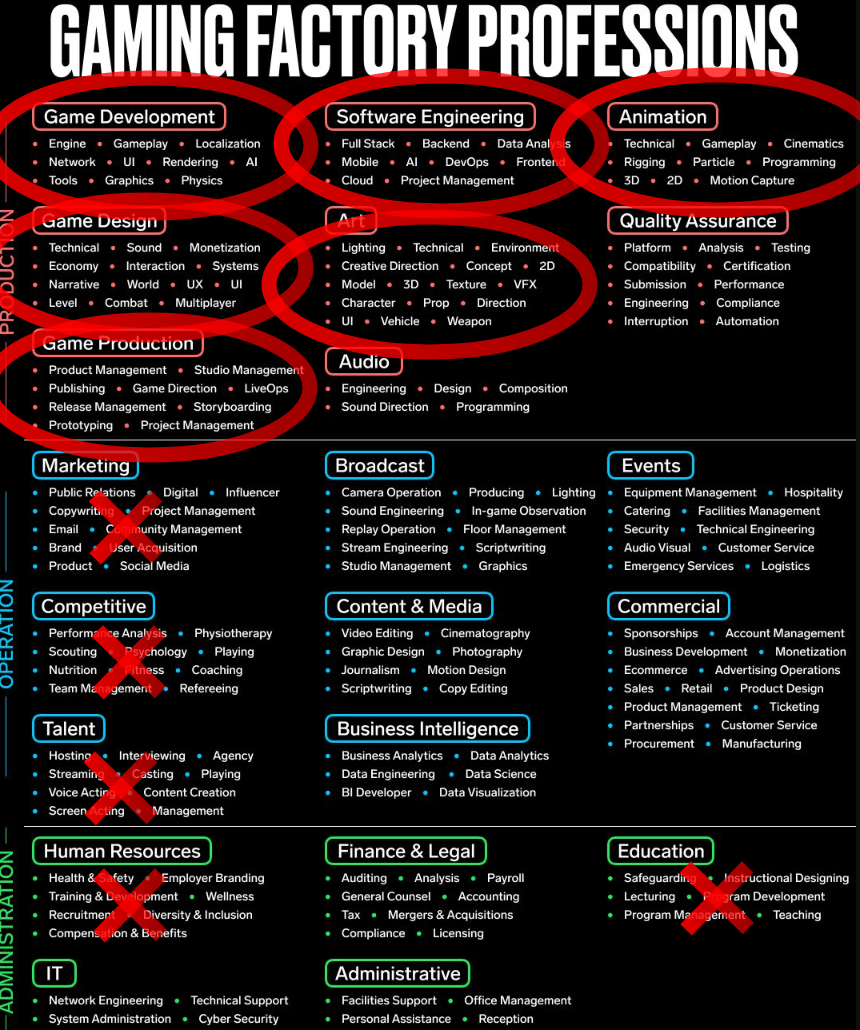 GAMING FACTORY PROFESSIONS
PRODUCTION
Game Development
• Engine • Gameplay • Localization
• Network • UI • Rendering • AI
• Tools • Graphics • Physics
Software Engineering
• Full Stack • Backend • Data Analysis
• Mobile • AI • DevOps • Frontend
• Cloud • Project Management
Animation
• Technical • Gameplay • Cinematics
• Rigging • Particle • Programming
• 3D • 2D • Motion Capture
Game Design
• Technical • Sound • Monetization
• Economy • Interaction • Systems
• Narrative • World • UX • UI
• Level • Combat • Multiplayer
Art
• Lighting • Technical • Environment
• Creative Direction • Concept • 2D
• Model • 3D • Texture • VFX
• Character • Prop • Direction
• UI • Vehicle • Weapon
Quality Assurance
• Platform • Analysis • Testing
• Compatibility • Certification
• Submission • Performance
• Engineering • Compliance
• Interruption • Automation
Game Production
• Product Management • Studio Management
• Publishing • Game Direction • LiveOps
• Release Management • Storyboarding
• Prototyping • Project Management
Audio
• Engineering • Design • Composition
• Sound Direction • Programming
OPERATION
Marketing
• Public Relations • Digital • Influencer
• Copywriting • Project Management
• Email • Community Management
• Brand • User Acquisition
• Product • Social Media
Broadcast
• Camera Operation • Producing • Lighting
• Sound Engineering • In-game Observation
• Replay Operation • Floor Management
• Stream Engineering • Scriptwriting
• Studio Management • Graphics
Events
• Equipment Management • Hospitality
• Catering • Facilities Management
• Security • Technical Engineering
• Audio Visual • Customer Service
• Emergency Services • Logistics
Competitive
• Performance Analysis • Physiotherapy
• Scouting • Psychology • Playing
• Nutrition • Fitness • Coaching
• Team Management • Refereeing
Content & Media
• Video Editing • Cinematography
• Graphic Design • Photography
• Journalism • Motion Design
• Scriptwriting • Copy Editing
Commercial
• Sponsorships • Account Management
• Business Development • Monetization
• Ecommerce • Advertising Operations
• Sales • Retail • Product Design
• Product Management • Ticketing
• Partnerships • Customer Service
• Procurement • Manufacturing
Talent
• Hosting • Interviewing • Agency
• Streaming • Casting • Playing
• Voice Acting • Content Creation
• Screen Acting • Management
Business Intelligence
• Business Analytics • Data Analytics
• Data Engineering • Data Science
• BI Developer • Data Visualization
ADMINISTRATION
Human Resources
• Health & Safety • Employer Branding
• Training & Development • Wellness
• Recruitment • Diversity & Inclusion
• Compensation & Benefits
Finance & Legal
• Auditing • Analysis • Payroll
• General Counsel • Accounting
• Tax • Mergers & Acquisitions
• Compliance • Licensing
Education
• Safeguarding • Instructional Designing
• Lecturing • Program Development
• Program Management • Teaching
IT
• Network Engineering • Technical Support
• System Administration • Cyber Security
Administrative
• Facilities Support • Office Management
• Personal Assistance • Reception